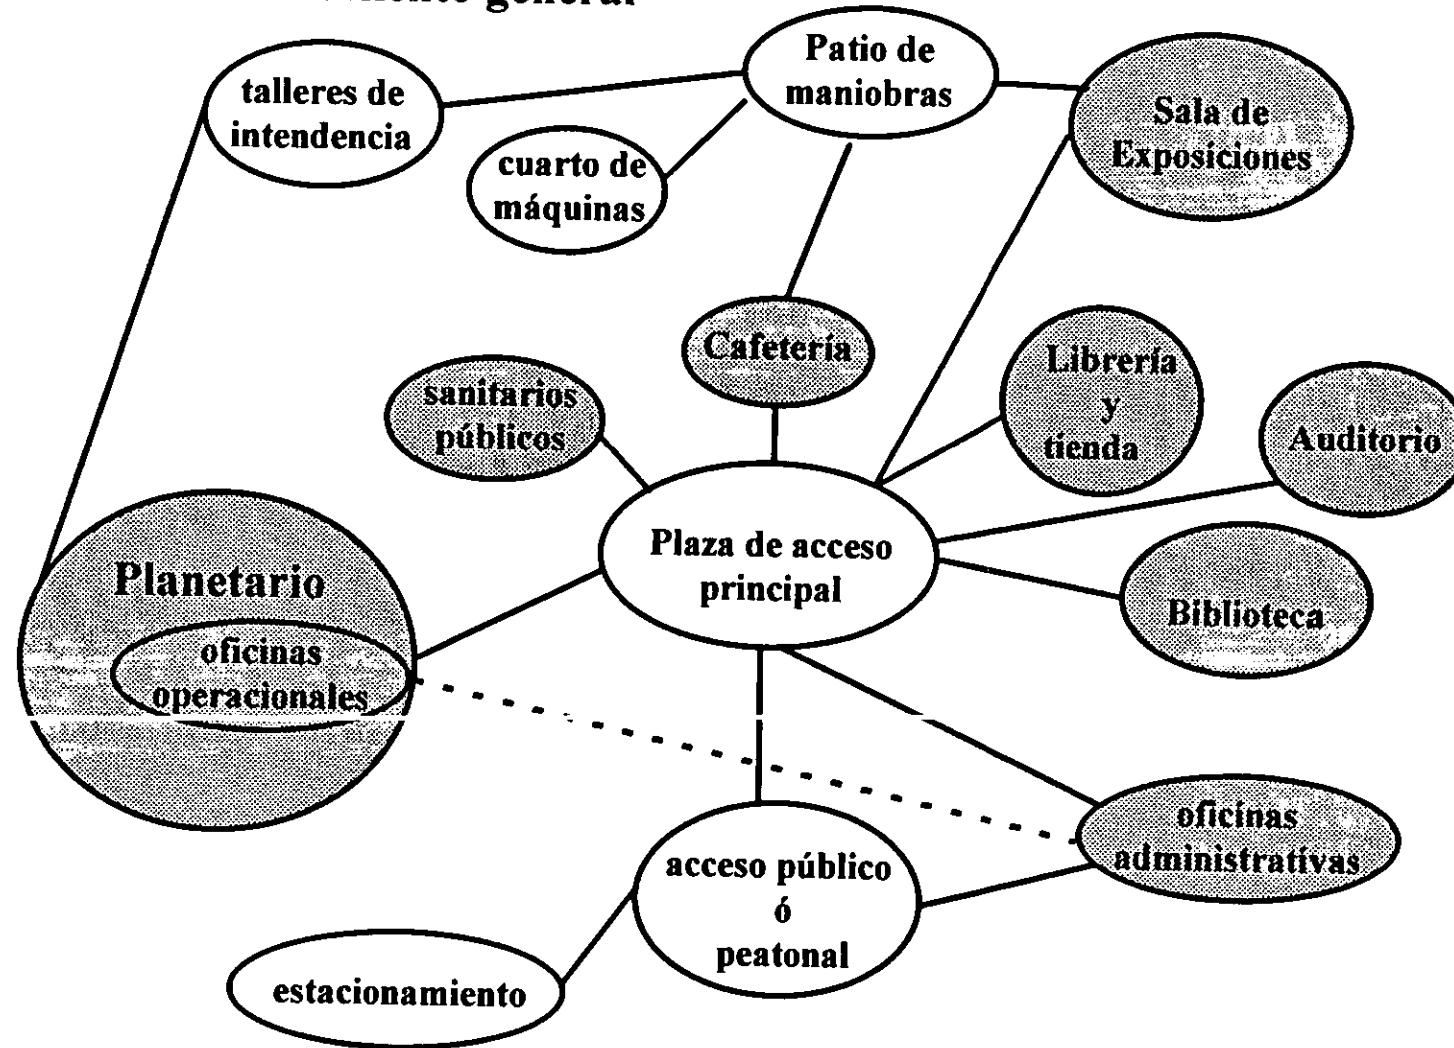 general
Patio de
maniobras
talleres de
intendencia
Sala de
Exposiciones
cuarto de
máquinas
Cafetería
Librería
y
tienda
sanitarios
públicos
Auditorio
Plaza de acceso
principal
Planetario
Biblioteca
oficinas
operacionales
oficinas
administrativas
acceso público
ó
peatonal
estacionamiento